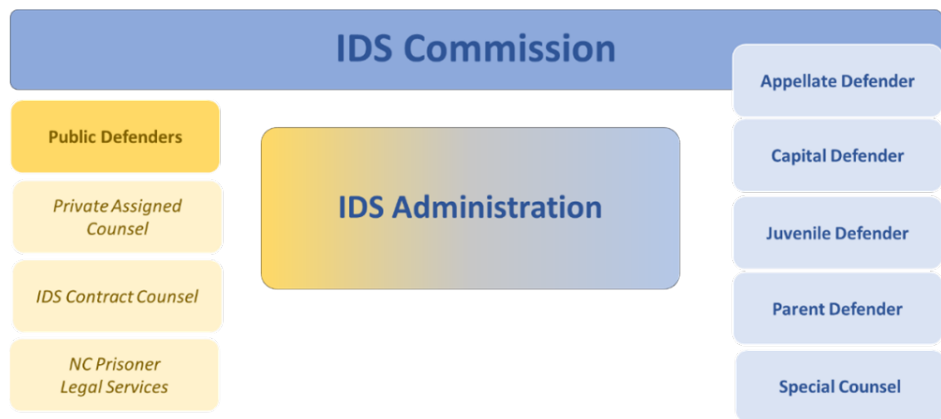 IDS Commission
Public Defenders
Private Assigned
Counsel
IDS Contract Counsel
NC Prisoner
Legal Services
IDS Administration
Appellate Defender
Capital Defender
Juvenile Defender
Parent Defender
Special Counsel